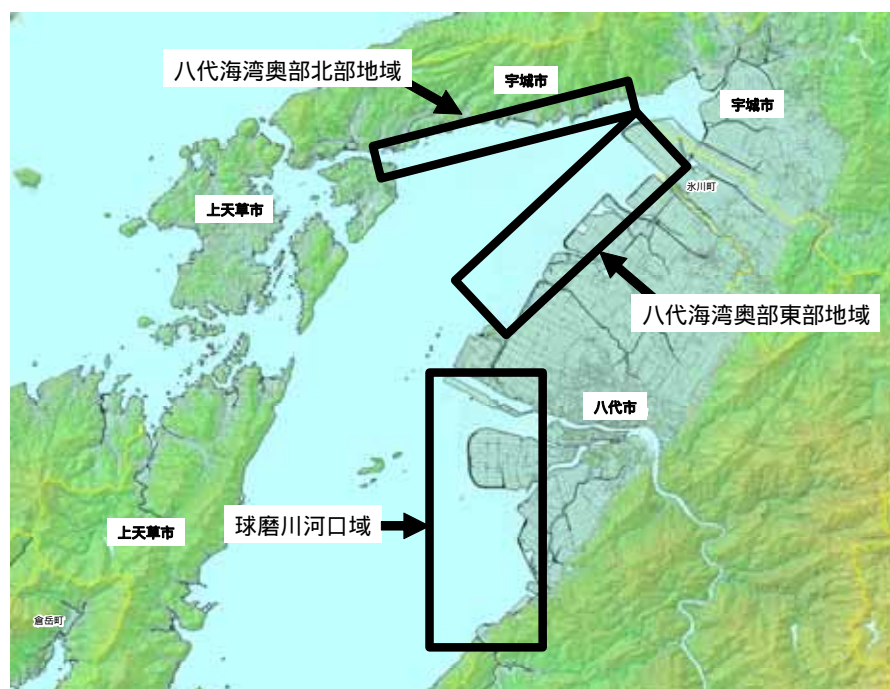 八代海湾奥部北部地域
宇城市
宇城市
氷川町
上天草市
八代海湾奥部東部地域
八代市
球磨川河口域
上天草市
倉岳町